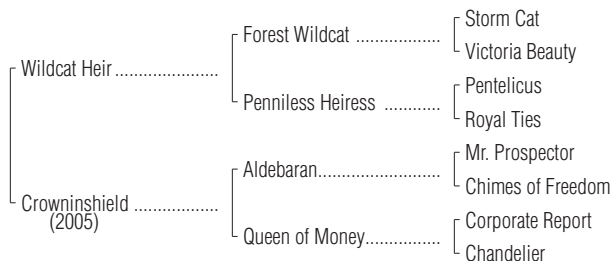 Storm Cat
Forest Wildcat ..................
Victoria Beauty
Wildcat Heir ......................
Pentelicus
Penniless Heiress ............
Royal Ties
Mr. Prospector
Aldebaran..........................
Chimes of Freedom
Crowninshield ..................
(2005)
Corporate Report
Queen of Money................
Chandelier